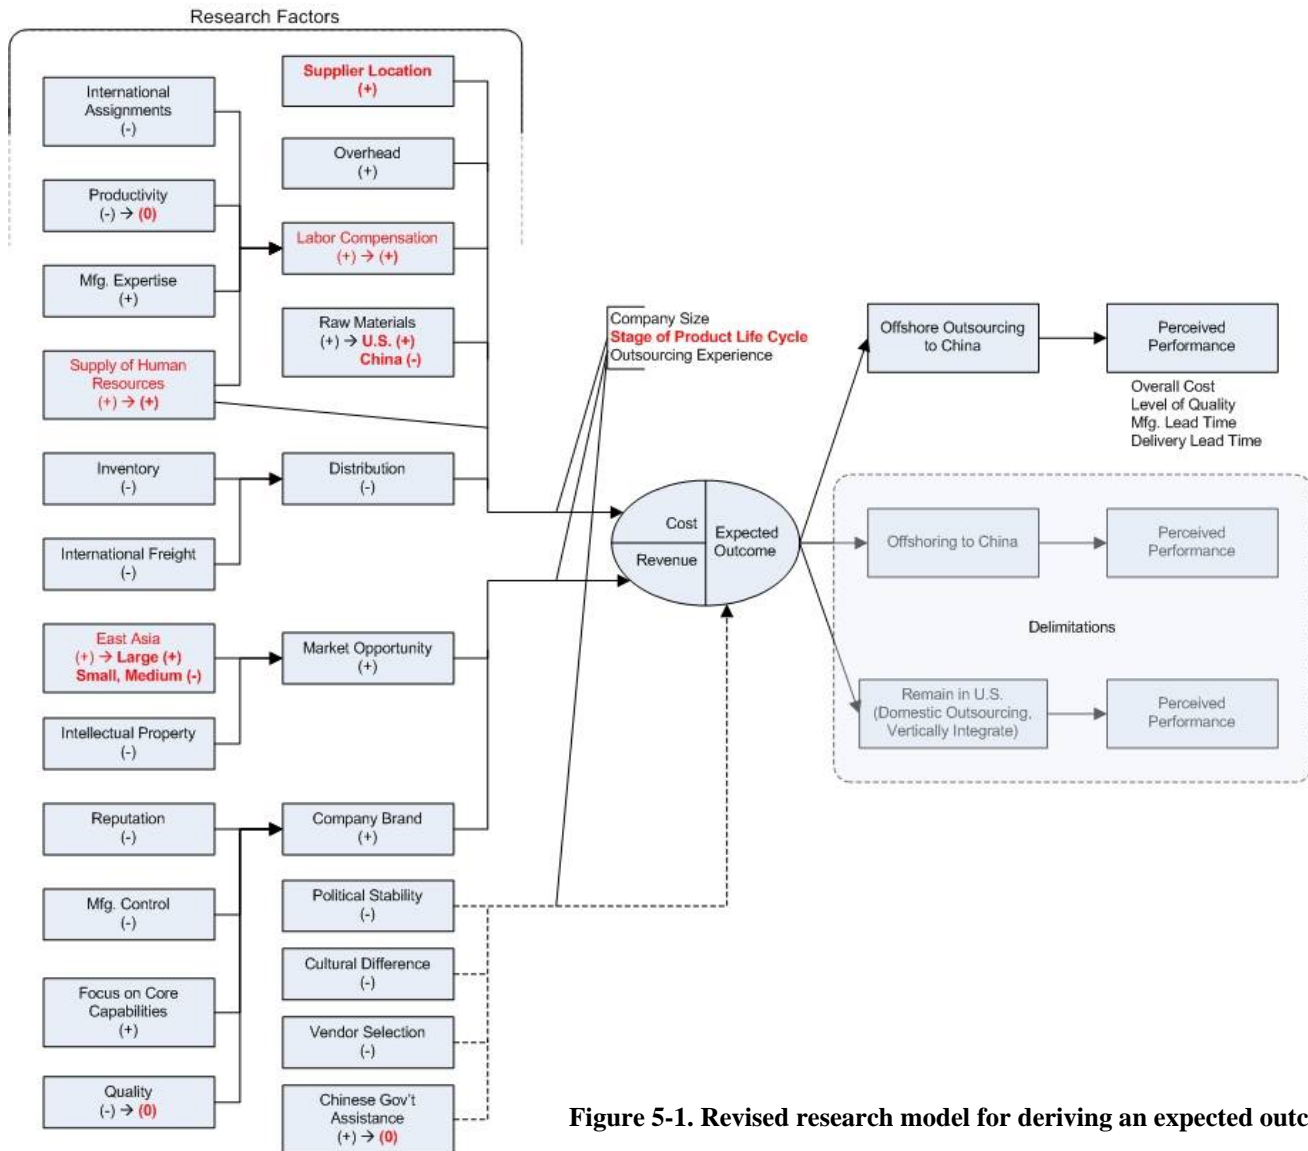 Research Factors
International
Assignments
(-)
Productivity
(-) → (0)
Mfg. Expertise
(+)
Supply of Human
Resources
(+) → (+)
Inventory
(-)
International Freight
(-)
East Asia
(+) → Large (+)
Small, Medium (-)
Intellectual Property
(-)
Reputation
(-)
Mfg. Control
(-)
Focus on Core
Capabilities
(+)
Quality
(-) → (0)
Supplier Location
(+)
Overhead
(+)
Labor Compensation
(+) → (+)
Raw Materials
(+) → U.S. (+)
China (-)
Distribution
(-)
Market Opportunity
(+)
Company Brand
(+)
Political Stability
(-)
Cultural Difference
(-)
Vendor Selection
(-)
Chinese Gov't
Assistance
(+) → (0)
Company Size
Stage of Product Life Cycle
Outsourcing Experience
Cost
Revenue
Expected
Outcome
Offshore Outsourcing
to China
Perceived
Performance
Overall Cost
Level of Quality
Mfg. Lead Time
Delivery Lead Time
Offshoring to China
Perceived
Performance
Delimitations
Remain in U.S.
(Domestic Outsourcing,
Vertically Integrate)
Perceived
Performance
Figure 5-1. Revised research model for deriving an expected